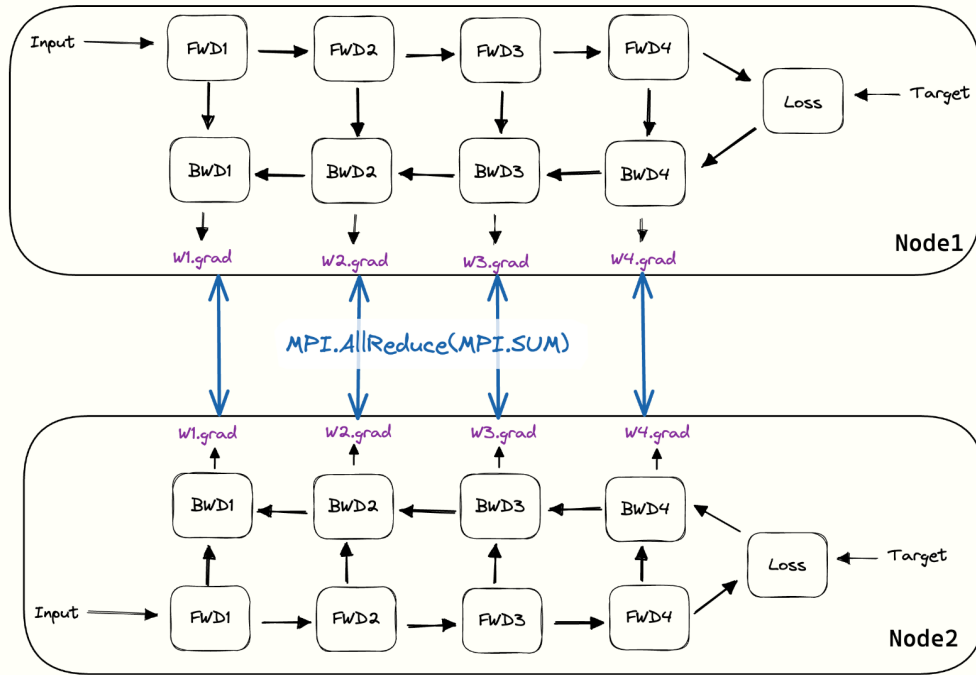 Input
FWD1
FWD2
FWD3
FWD4
Loss
Target
BWD1
BWD2
BWD3
BWD4
W1.grad
W2.grad
W3.grad
W4.grad
Node1
MPI.AllReduce(MPI.SUM)
W1.grad
W2.grad
W3.grad
W4.grad
BWD1
BWD2
BWD3
BWD4
Loss
Target
Input
FWD1
FWD2
FWD3
FWD4
Node2